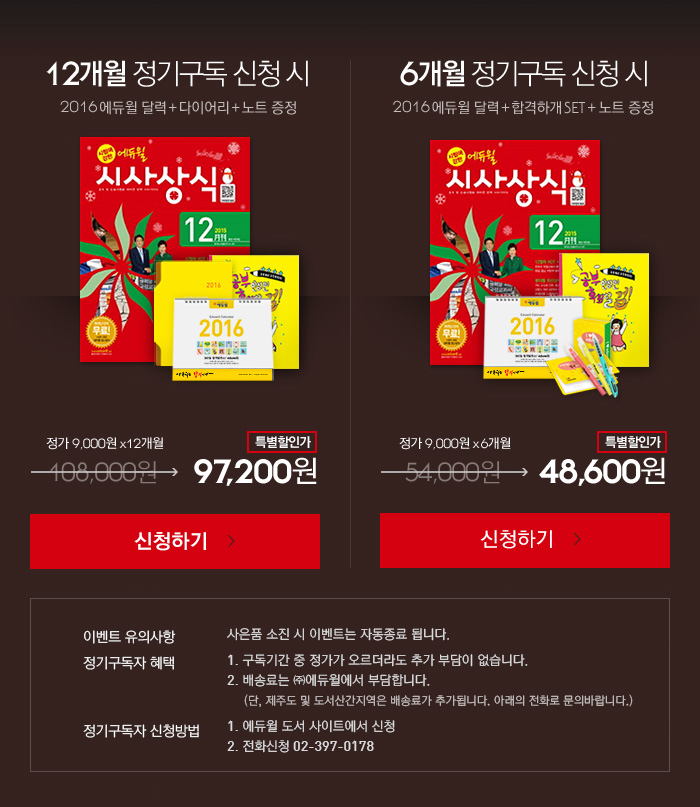 12개월 정기구독 신청 시
2016 에듀윌 달력 + 다이어리 + 노트 증정
에듀윌
시사상식
2015
12
무료!
2016
2016
정가 9,000원 x12개월
특별할인가
108,000원
97,200원
신청하기
6개월 정기구독 신청 시
2016 에듀윌 달력 + 합격하개 SET + 노트 증정
에듀윌
시사상식
2015
12
무료!
2016
정가 9,000원 x6개월
특별할인가
54,000원
48,600원
신청하기
이벤트 유의사항
사은품 소진 시 이벤트는 자동종료 됩니다.
정기구독자 혜택
1. 구독기간 중 정가가 오르더라도 추가 부담이 없습니다.
2. 배송료는 ㈜에듀윌에서 부담합니다.
(단, 제주도 및 도서산간지역은 배송료가 추가됩니다. 아래의 전화로 문의바랍니다.)
정기구독자 신청방법
1. 에듀윌 도서 사이트에서 신청
2. 전화신청 02-397-0178